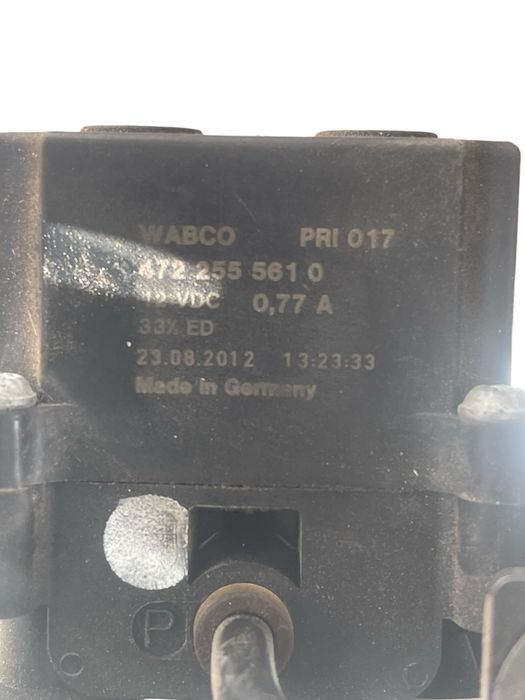 WABCO PRI 017
472 255 561 0
12 VDC 0,77 A
33% ED
23.08.2012 13:23:33
Made in Germany
P